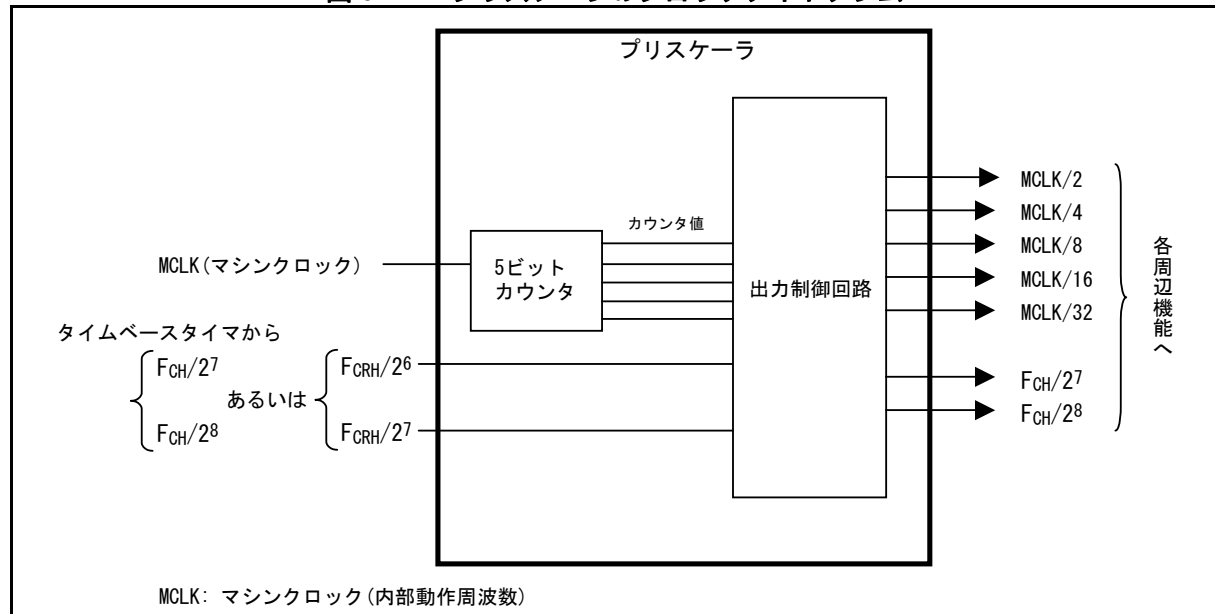 プリスケーラ
カウンタ値
MCLK(マシンクロック)
5ビット
カウンタ
出力制御回路
MCLK/2
MCLK/4
MCLK/8
MCLK/16
MCLK/32
各周辺機能へ
タイムベースタイマから
FCH/2⁷
あるいは
FCRH/2⁶
FCH/2⁸
FCRH/2⁷
FCH/2⁷
FCH/2⁸
MCLK: マシンクロック(内部動作周波数)